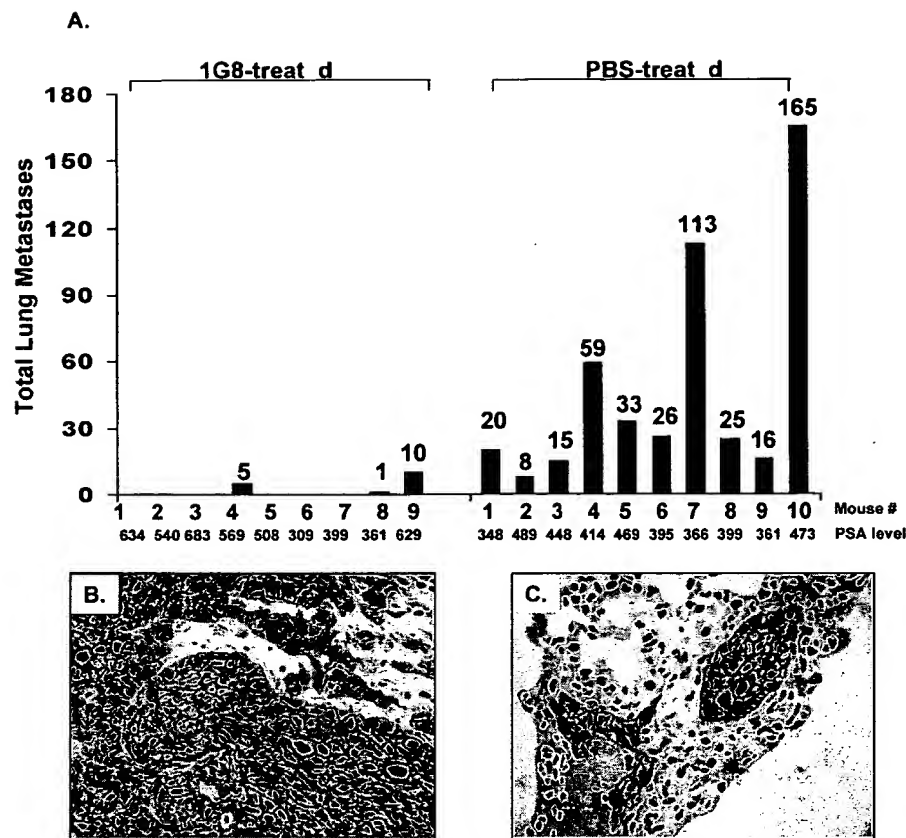 A.
1G8-treat d
PBS-treat d
Total Lung Metastases
180
150
120
90
60
30
0
5
1
10
20
8
15
59
33
26
113
25
16
165
1 2 3 4 5 6 7 8 9
1 2 3 4 5 6 7 8 9 10 Mouse #
634 540 683 569 508 309 399 361 629
348 489 448 414 469 395 366 399 361 473 PSA level
B.
C.